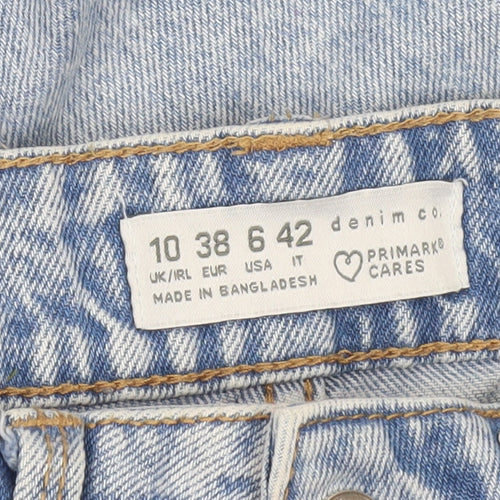 10 38 6 42 denim co.
UK/IRL EUR USA IT PRIMARK®
MADE IN BANGLADESH CARES